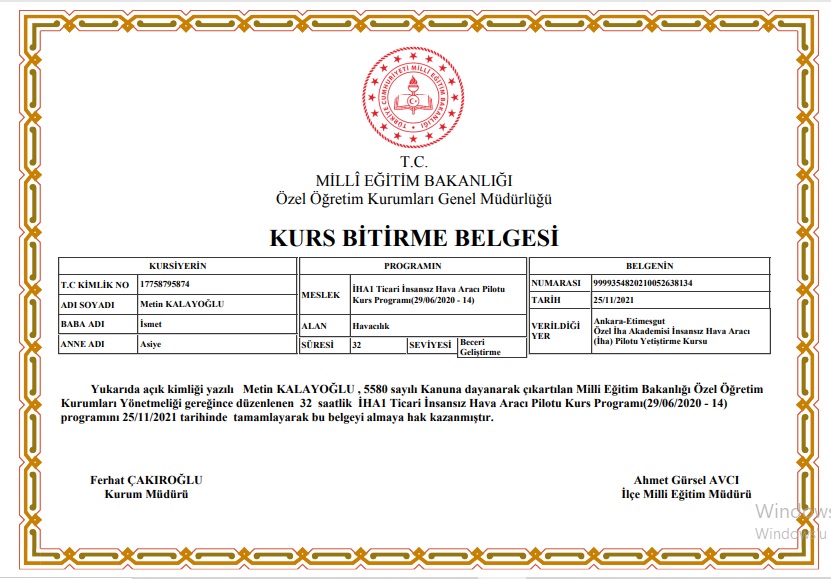 TÜRKİYE CUMHURİYETİ MİLLÎ EĞİTİM BAKANLIĞI
T.C.
MİLLÎ EĞİTİM BAKANLIĞI
Özel Öğretim Kurumları Genel Müdürlüğü
KURS BİTİRME BELGESİ
KURSİYERİN
T.C KİMLİK NO 17758795874
ADI SOYADI Metin KALAYOĞLU
BABA ADI İsmet
ANNE ADI Asiye
PROGRAMIN
MESLEK İHA1 Ticari İnsansız Hava Aracı Pilotu
Kurs Programı(29/06/2020 - 14)
ALAN Havacılık
SÜRESİ 32 SEVİYESİ Beceri
Geliştirme
BELGENİN
NUMARASI 9999354820210052638134
TARİH 25/11/2021
VERİLDİĞİ
YER
Ankara-Etimesgut
Özel İha Akademisi İnsansız Hava Aracı
(İha) Pilotu Yetiştirme Kursu
Yukarıda açık kimliği yazılı Metin KALAYOĞLU , 5580 sayılı Kanuna dayanarak çıkartılan Milli Eğitim Bakanlığı Özel Öğretim
Kurumları Yönetmeliği gereğince düzenlenen 32 saatlik İHA1 Ticari İnsansız Hava Aracı Pilotu Kurs Programı(29/06/2020 - 14)
programını 25/11/2021 tarihinde tamamlayarak bu belgeyi almaya hak kazanmıştır.
Ferhat ÇAKIROĞLU
Kurum Müdürü
Ahmet Gürsel AVCI
İlçe Milli Eğitim Müdürü
Windows